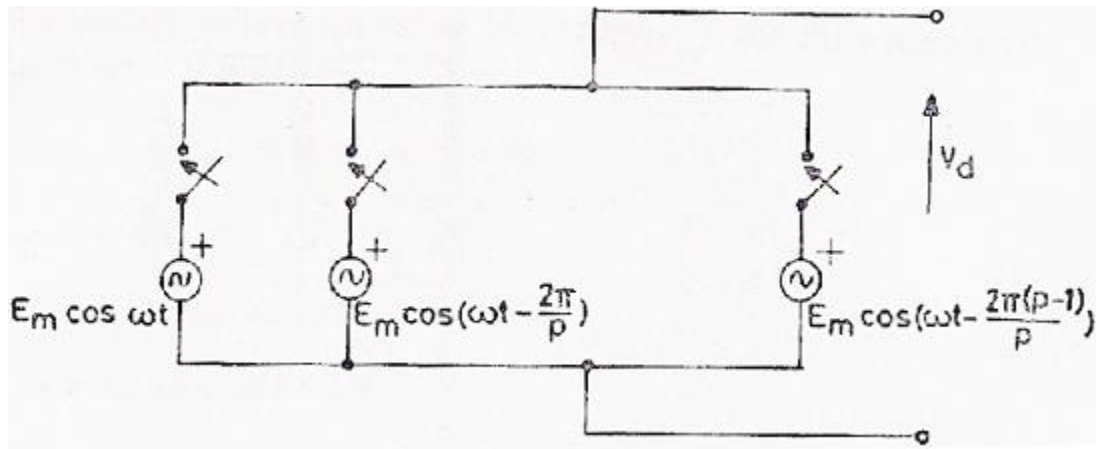 +
+
+
V_d
E_m cos ωt
E_m cos(ωt - 2π/p)
E_m cos(ωt - 2π(p-1)/p)